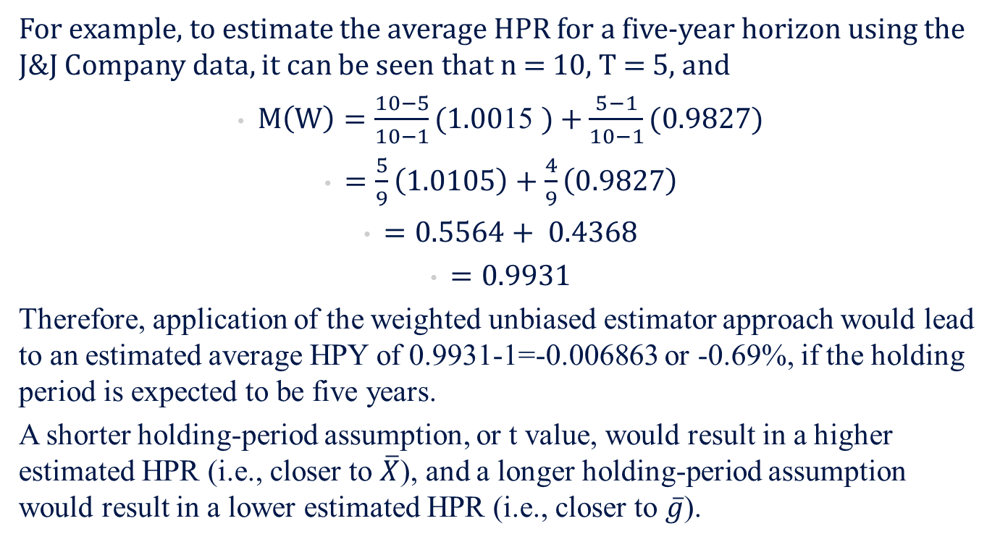 For example, to estimate the average HPR for a five-year horizon using the
J&J Company data, it can be seen that n = 10, T = 5, and
• M(W) = \frac{10−5}{10−1}(1.0015 ) + \frac{5−1}{10−1}(0.9827)
• = \frac{5}{9}(1.0105) + \frac{4}{9}(0.9827)
• = 0.5564 + 0.4368
• = 0.9931
Therefore, application of the weighted unbiased estimator approach would lead
to an estimated average HPY of 0.9931-1=-0.006863 or -0.69%, if the holding
period is expected to be five years.
A shorter holding-period assumption, or t value, would result in a higher
estimated HPR (i.e., closer to X̄), and a longer holding-period assumption
would result in a lower estimated HPR (i.e., closer to ḡ).